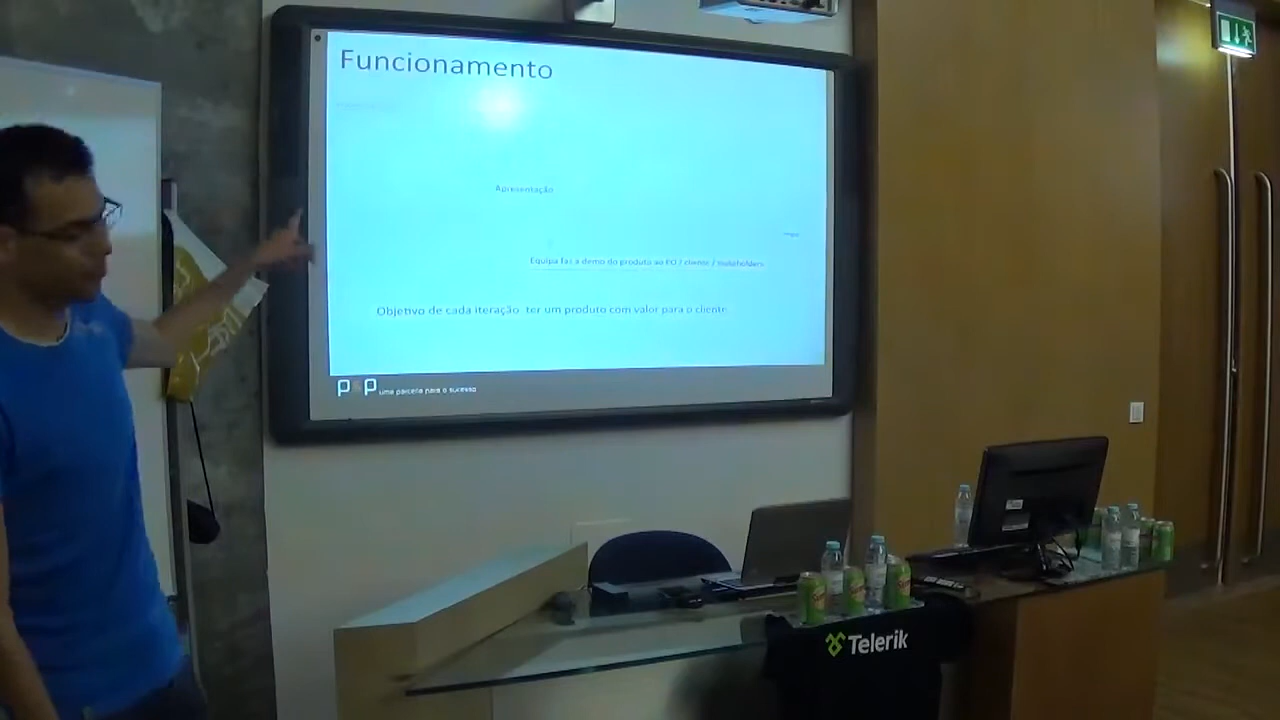 Funcionamento
Apresentação
Equipa faz a demo do produto ao PO / cliente / stakeholders
Objetivo de cada iteração ter um produto com valor para o cliente
PXP uma parceria para o sucesso
Telerik